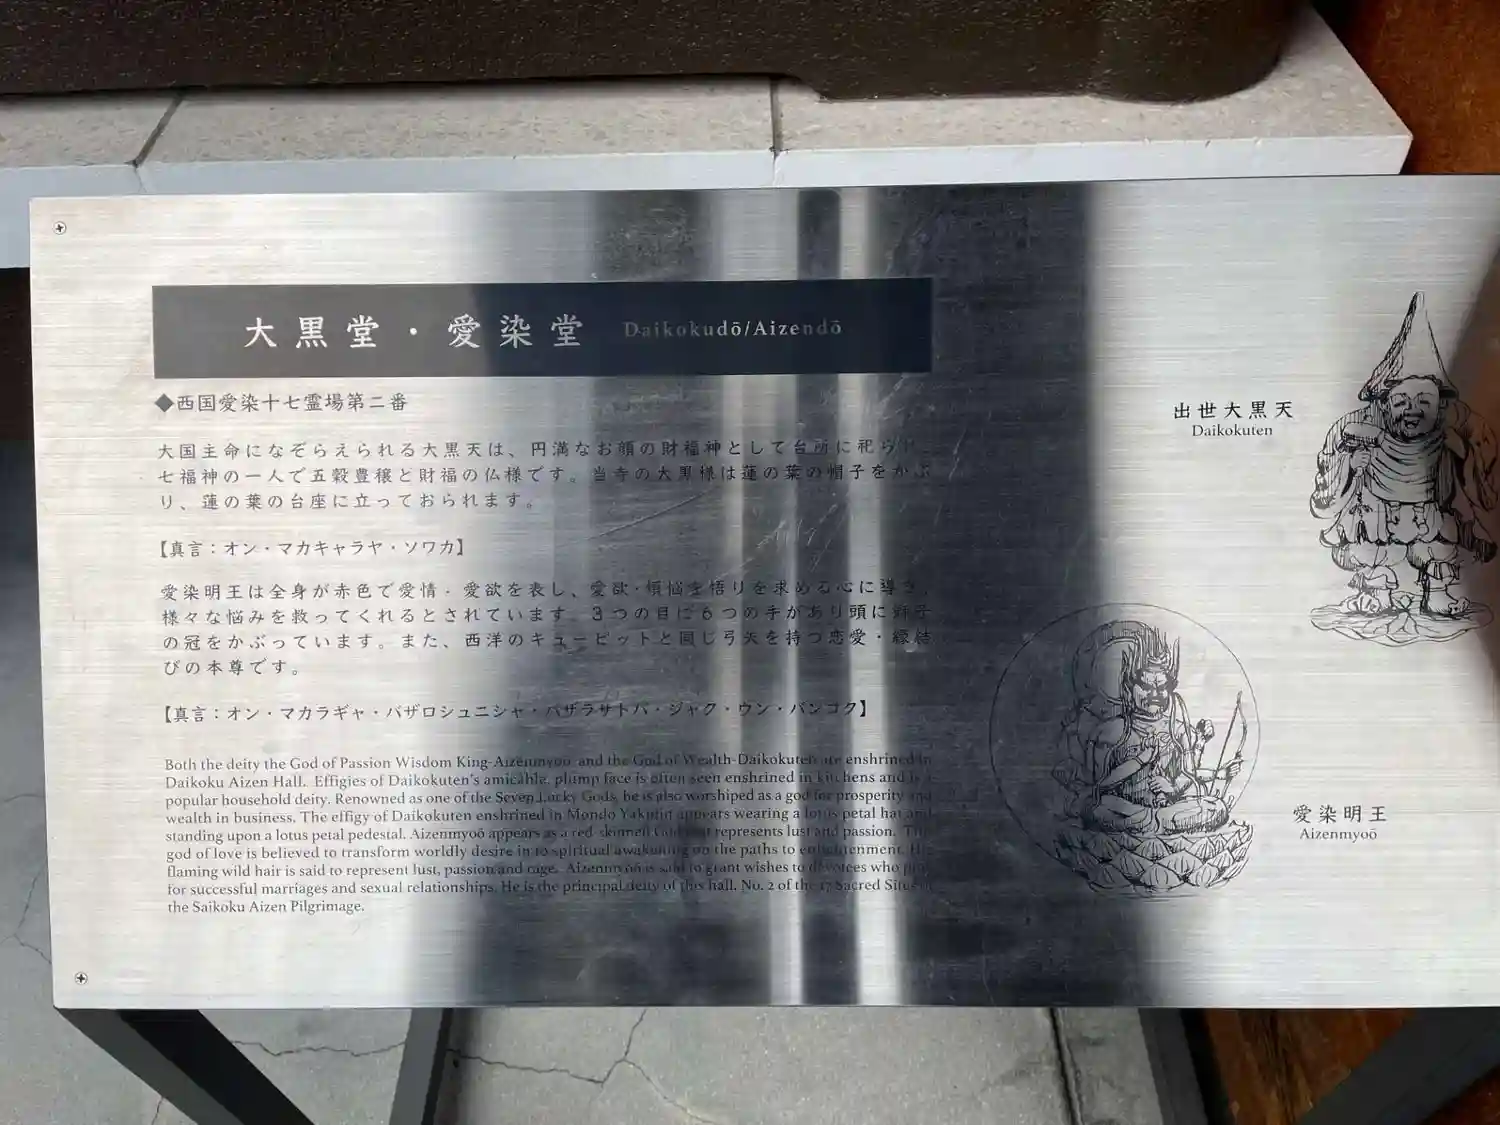 大黒堂・愛染堂 Daikokudō/Aizendō
◆西国愛染十七霊場第二番
大国主命になぞらえられる大黒天は、円満なお顔の財福神として台所に祀ら
七福神の一人で五穀豊穣と財福の仏様です。当寺の大黒様は蓮の葉の帽子をかぶ
り、蓮の葉の台座に立っておられます。
【真言：オン・マカキャラヤ・ソワカ】
愛染明王は全身が赤色で愛情・愛欲を表し、愛欲・煩悩を悟りを求める心に導き、
様々な悩みを救ってくれるとされています。3つの目に6つの手があり頭に獅子
の冠をかぶっています。また、西洋のキューピットと同じ弓矢を持つ恋愛・縁結
びの本尊です。
【真言：オン・マカラギャ・バザロシュニシャ・バザラサトバ・ジャク・ウン・バンコク】
Both the deity the God of Passion Wisdom King-Aizenmyoō and the God of Wealth-Daikokuten are enshrined in
Daikoku Aizen Hall. Effigies of Daikokuten's amicable, plump face is often seen enshrined in kitchens and is a
popular household deity. Renowned as one of the Seven Lucky Gods, he is also worshiped as a god for prosperity and
wealth in business. The effigy of Daikokuten enshrined in Mondo Yakujin appears wearing a lotus petal hat and
standing upon a lotus petal pedestal. Aizenmyoō appears as a red-skinned represents lust and passion. The
god of love is believed to transform worldly desire in to spiritual awakening on the paths to enlightenment. His
flaming wild hair is said to represent lust, passion and rage. Aizenmyoō is said to grant wishes to devotees who pray
for successful marriages and sexual relationships. He is the principal deity of this hall. No. 2 of the 17 Sacred Sites of
the Saikoku Aizen Pilgrimage.
出世大黒天
Daikokuten
愛染明王
Aizenmyoō